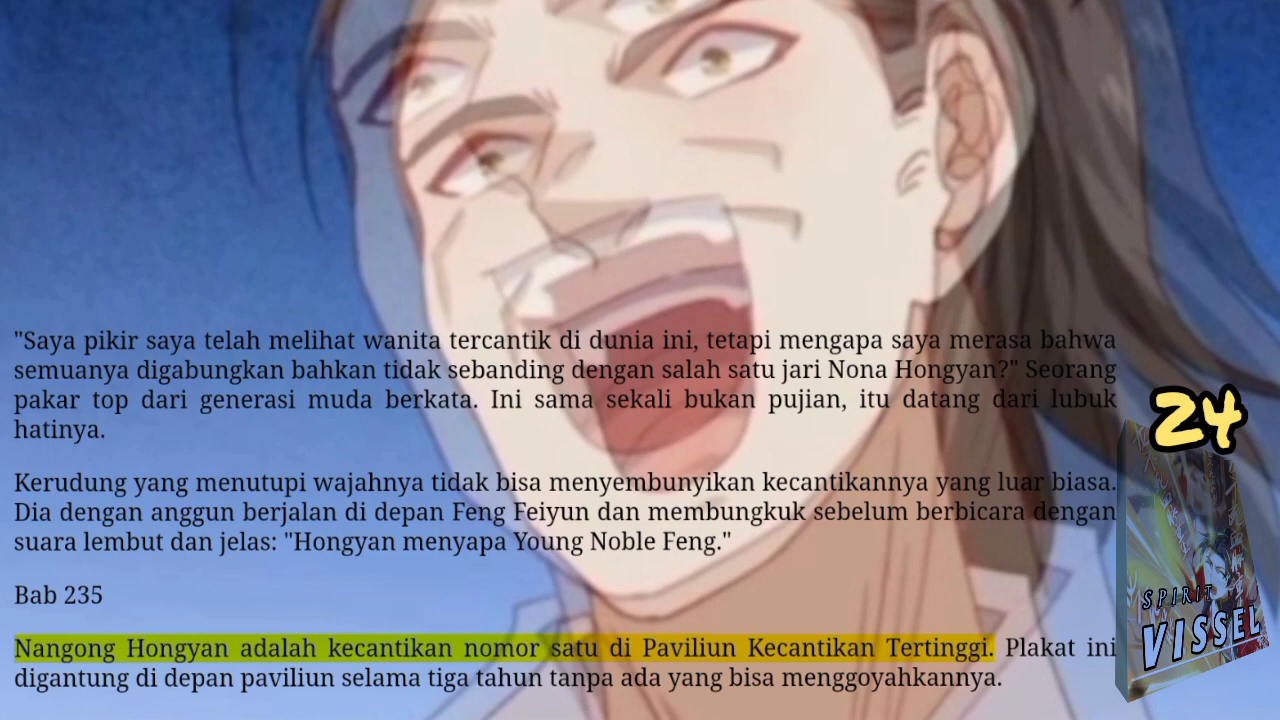 "Saya pikir saya telah melihat wanita tercantik di dunia ini, tetapi mengapa saya merasa bahwa
semuanya digabungkan bahkan tidak sebanding dengan salah satu jari Nona Hongyan?" Seorang
pakar top dari generasi muda berkata. Ini sama sekali bukan pujian, itu datang dari lubuk
hatinya.
Kerudung yang menutupi wajahnya tidak bisa menyembunyikan kecantikannya yang luar biasa.
Dia dengan anggun berjalan di depan Feng Feiyun dan membungkuk sebelum berbicara dengan
suara lembut dan jelas: "Hongyan menyapa Young Noble Feng."
Bab 235
Nangong Hongyan adalah kecantikan nomor satu di Paviliun Kecantikan Tertinggi. Plakat ini
digantung di depan paviliun selama tiga tahun tanpa ada yang bisa menggoyahkannya.
24
SPIRIT
VISSEL